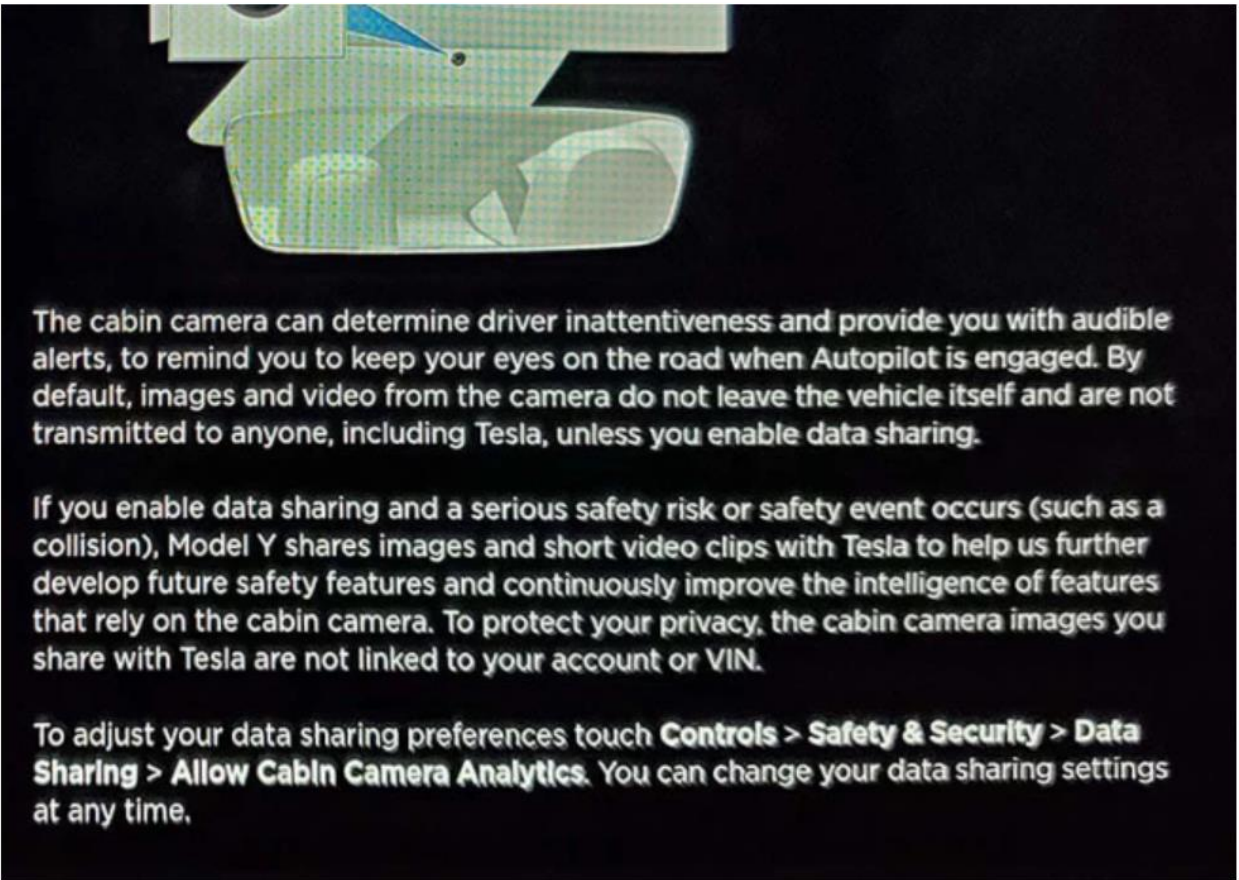 The cabin camera can determine driver inattentiveness and provide you with audible
alerts, to remind you to keep your eyes on the road when Autopilot is engaged. By
default, images and video from the camera do not leave the vehicle itself and are not
transmitted to anyone, including Tesla, unless you enable data sharing.
If you enable data sharing and a serious safety risk or safety event occurs (such as a
collision), Model Y shares images and short video clips with Tesla to help us further
develop future safety features and continuously improve the intelligence of features
that rely on the cabin camera. To protect your privacy, the cabin camera images you
share with Tesla are not linked to your account or VIN.
To adjust your data sharing preferences touch Controls > Safety & Security > Data
Sharing > Allow Cabin Camera Analytics. You can change your data sharing settings
at any time.